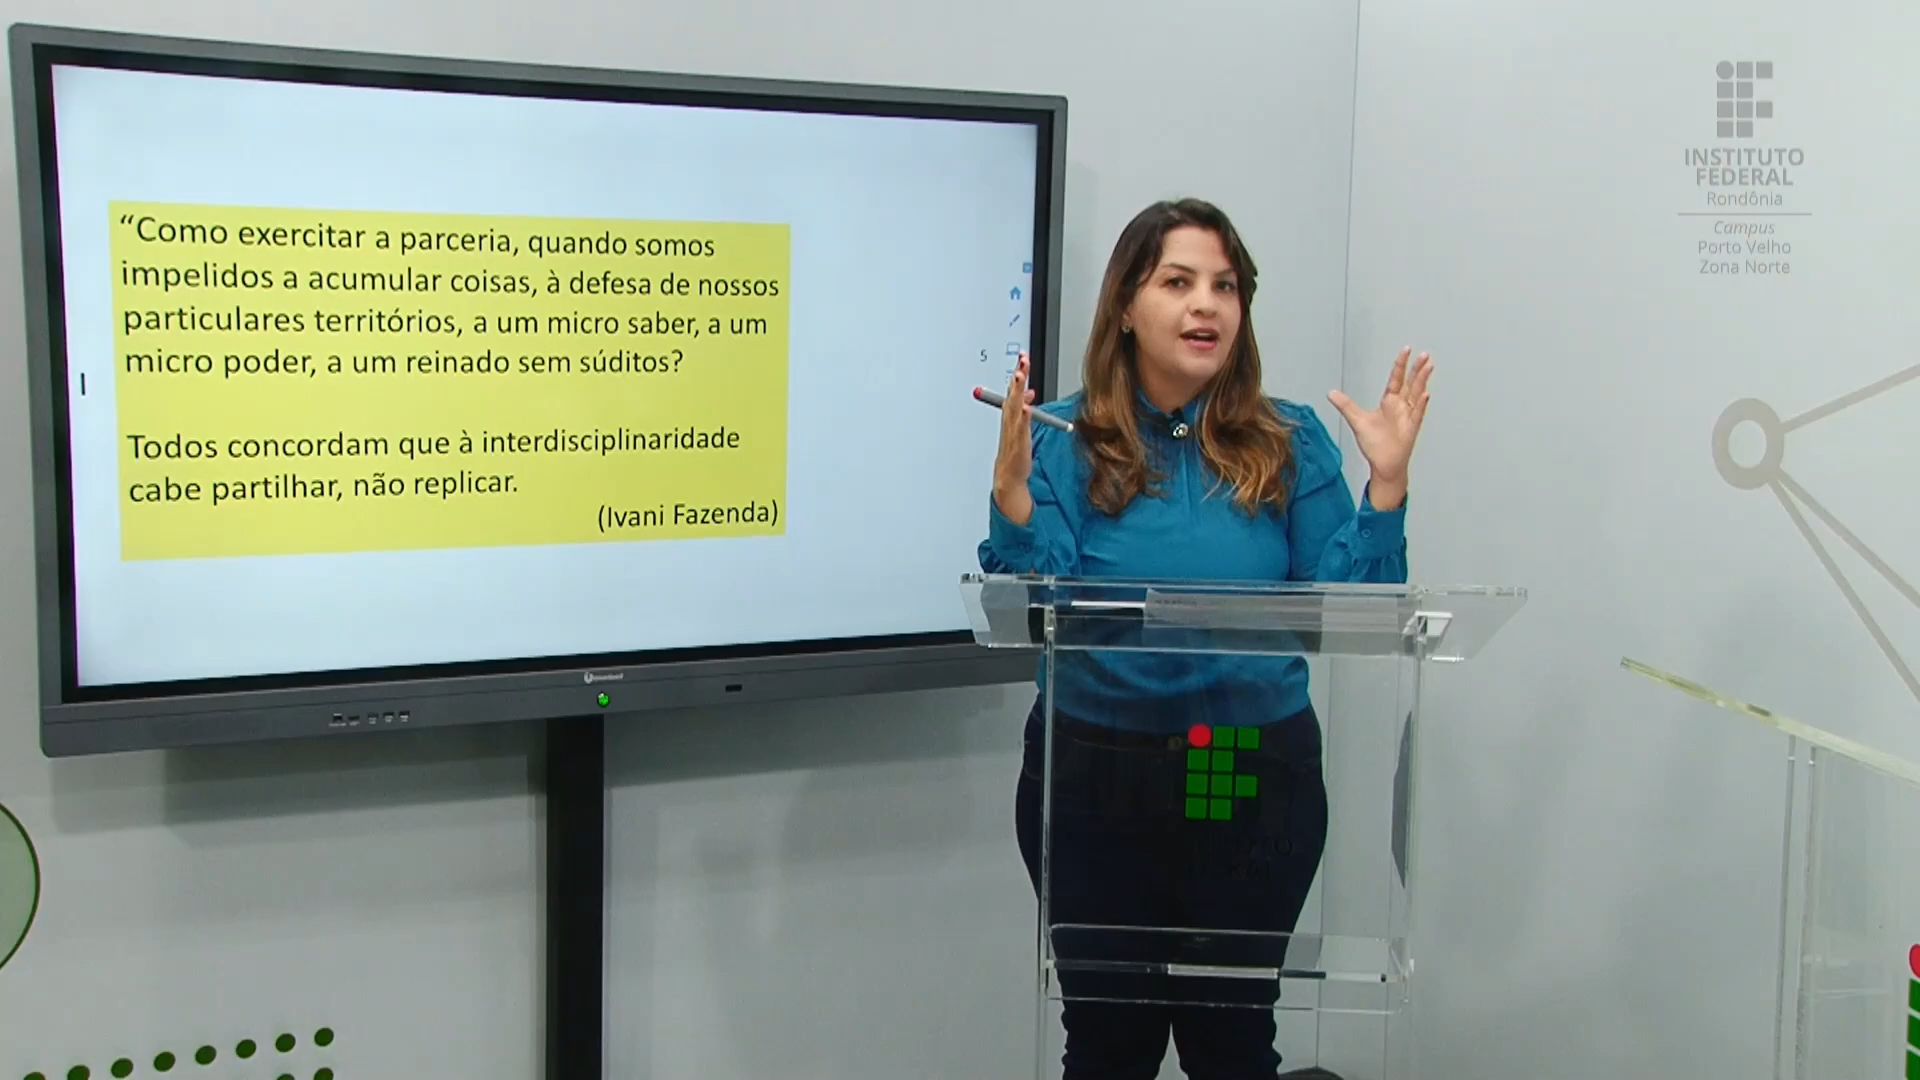 “Como exercitar a parceria, quando somos
impelidos a acumular coisas, à defesa de nossos
particulares territórios, a um micro saber, a um
micro poder, a um reinado sem súditos?
Todos concordam que à interdisciplinaridade
cabe partilhar, não replicar.
(Ivani Fazenda)
5
INSTITUTO
FEDERAL
Rondônia
Campus
Porto Velho
Zona Norte